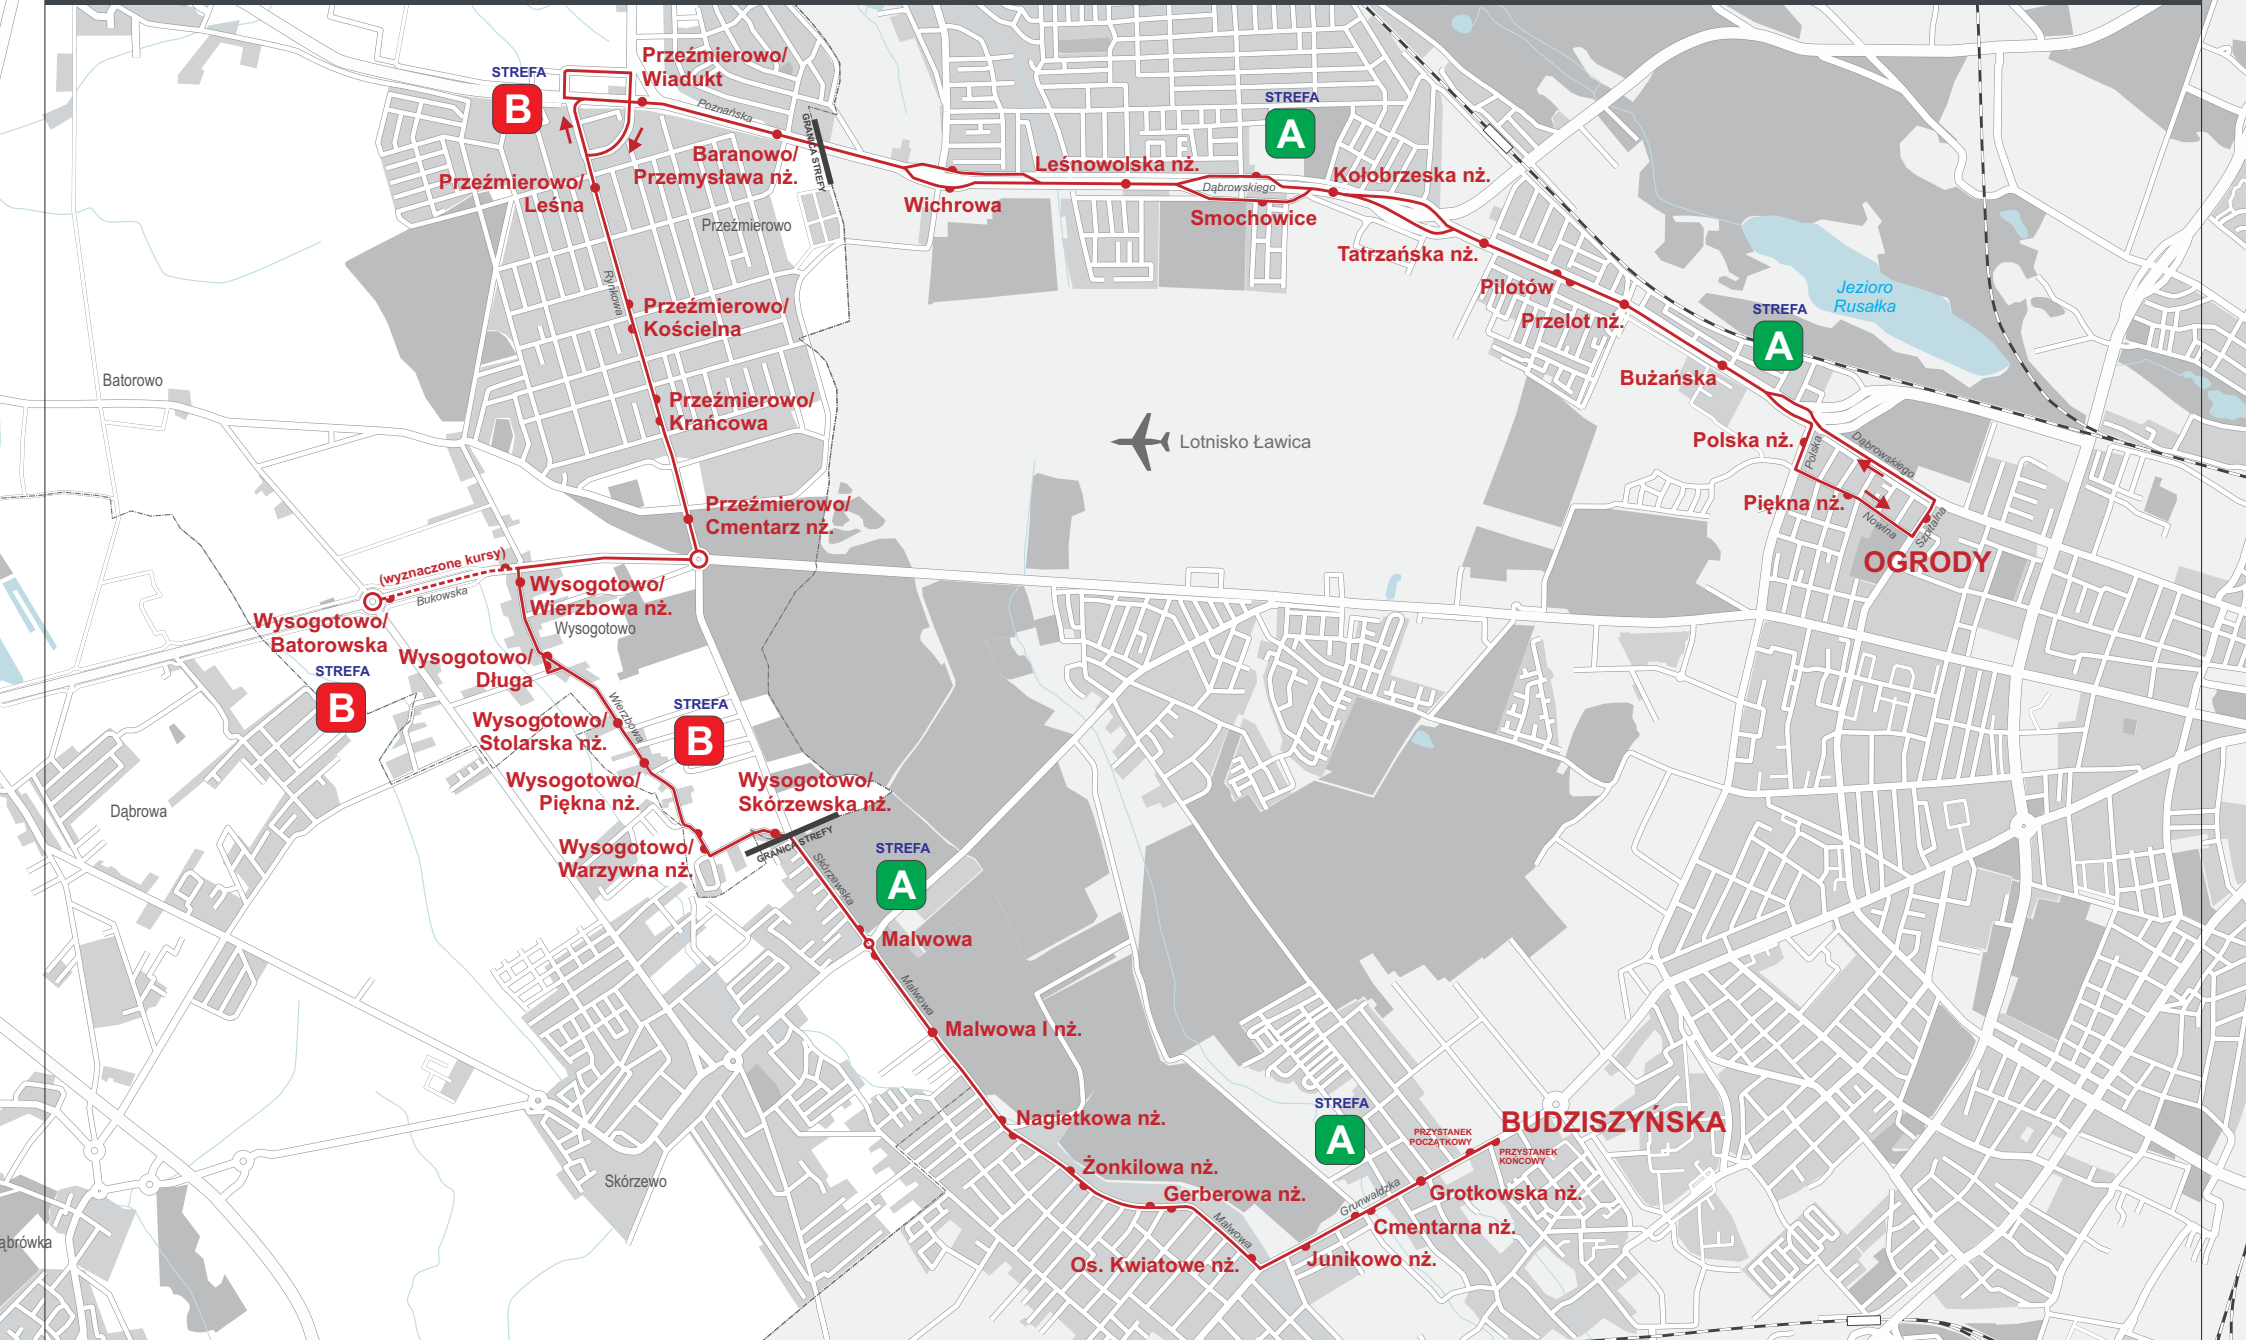 STREFA
B
Przeźmierowo/
Wiadukt
Poznańska
GRANICA STREFY
STREFA
A
Baranowo/
Przemysława nż.
Przeźmierowo/
Leśna
Przeźmierowo
Leśnowolska nż.
Wichrowa
Dąbrowskiego
Smochowice
Kołobrzeska nż.
Tatrzańska nż.
Pilotów
Przelot nż.
Jezioro
Rusałka
STREFA
A
Bużańska
Rynkowa
Przeźmierowo/
Kościelna
Batorowo
Przeźmierowo/
Krańcowa
Lotnisko Ławica
Polska nż.
Polska
Dąbrowskiego
Piękna nż.
Nowina
Szpitalna
OGRODY
Przeźmierowo/
Cmentarz nż.
(wyznaczone kursy)
Bukowska
Wysogotowo/
Batorowska
Wysogotowo/
Wierzbowa nż.
Wysogotowo
STREFA
B
Wysogotowo/
Długa
Wierzbowa
STREFA
B
Wysogotowo/
Stolarska nż.
Wysogotowo/
Piękna nż.
Wysogotowo/
Skórzewska nż.
GRANICA STREFY
Dąbrowa
Wysogotowo/
Warzywna nż.
Skórzewska
STREFA
A
Malwowa
Malwowa
Malwowa I nż.
Nagietkowa nż.
Żonkilowa nż.
Gerberowa nż.
Malwowa
Os. Kwiatowe nż.
STREFA
A
BUDZISZYŃSKA
PRZYSTANEK
POCZĄTKOWY
PRZYSTANEK
KOŃCOWY
Grunwaldzka
Grotkowska nż.
Cmentarna nż.
Junikowo nż.
Skórzewo
ąbrówka